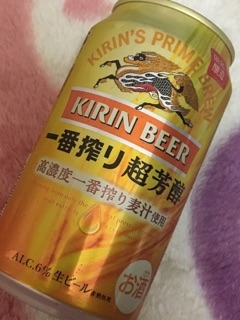 KIRIN'S PRIME BREW
KIRIN BEER
一番搾り 超芳醇
高濃度一番搾り麦汁使用
ALC.6% 生ビール
お酒